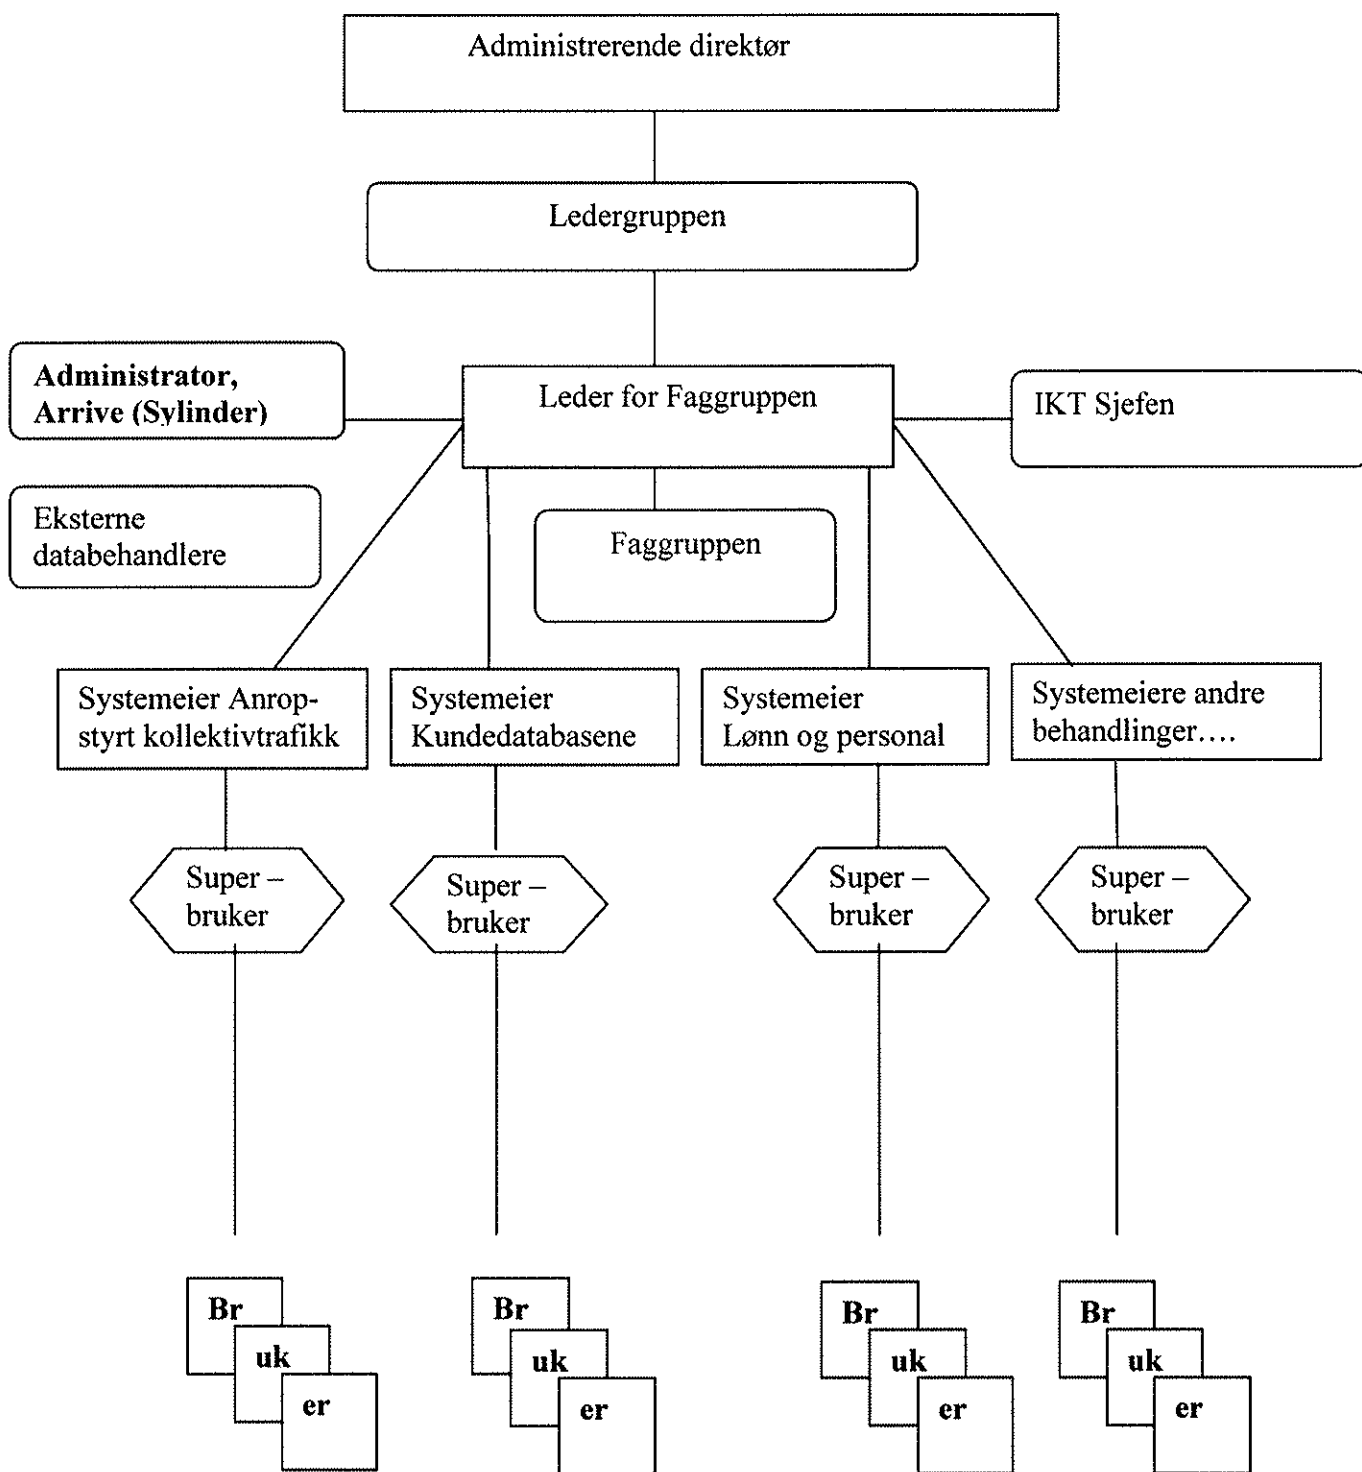 Administrerende direktør
Ledergruppen
Administrator,
Arrive (Sylinder)
Leder for Faggruppen
IKT Sjefen
Eksterne
databehandlere
Faggruppen
Systemeier Anrop-
styrt kollektivtrafikk
Systemeier
Kundedatabasene
Systemeier
Lønn og personal
Systemeiere andre
behandlinger….
Super –
bruker
Super –
bruker
Super –
bruker
Super –
bruker
Br
uk
er
Br
uk
er
Br
uk
er
Br
uk
er